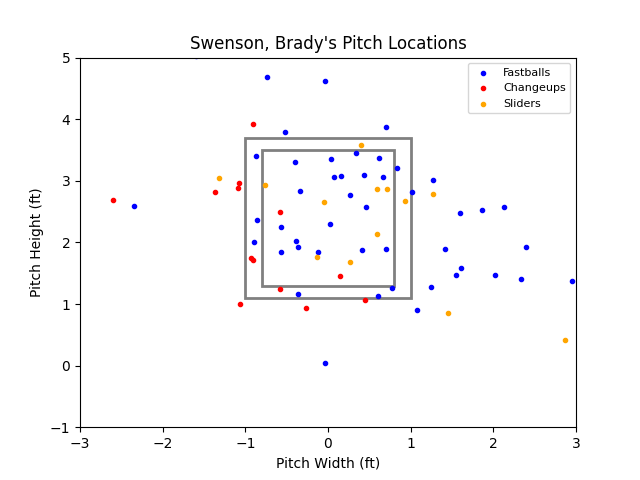 Swenson, Brady's Pitch Locations
Fastballs
Changeups
Sliders
Pitch Height (ft)
5
4
3
2
1
0
−1
−3
−2
−1
0
1
2
3
Pitch Width (ft)